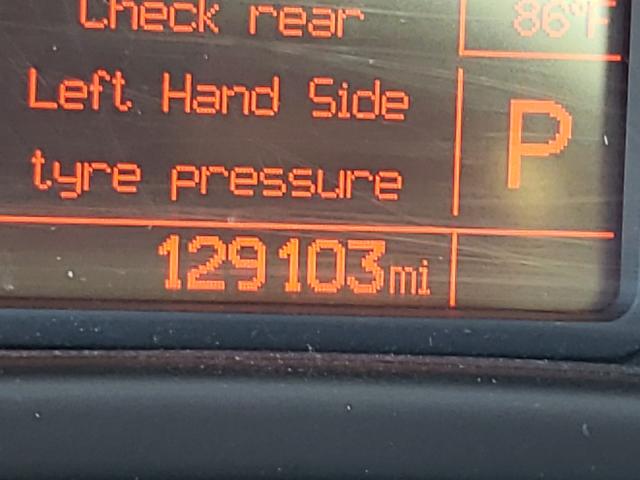 Check rear
86°F
Left Hand Side
P
tyre pressure
129103mi